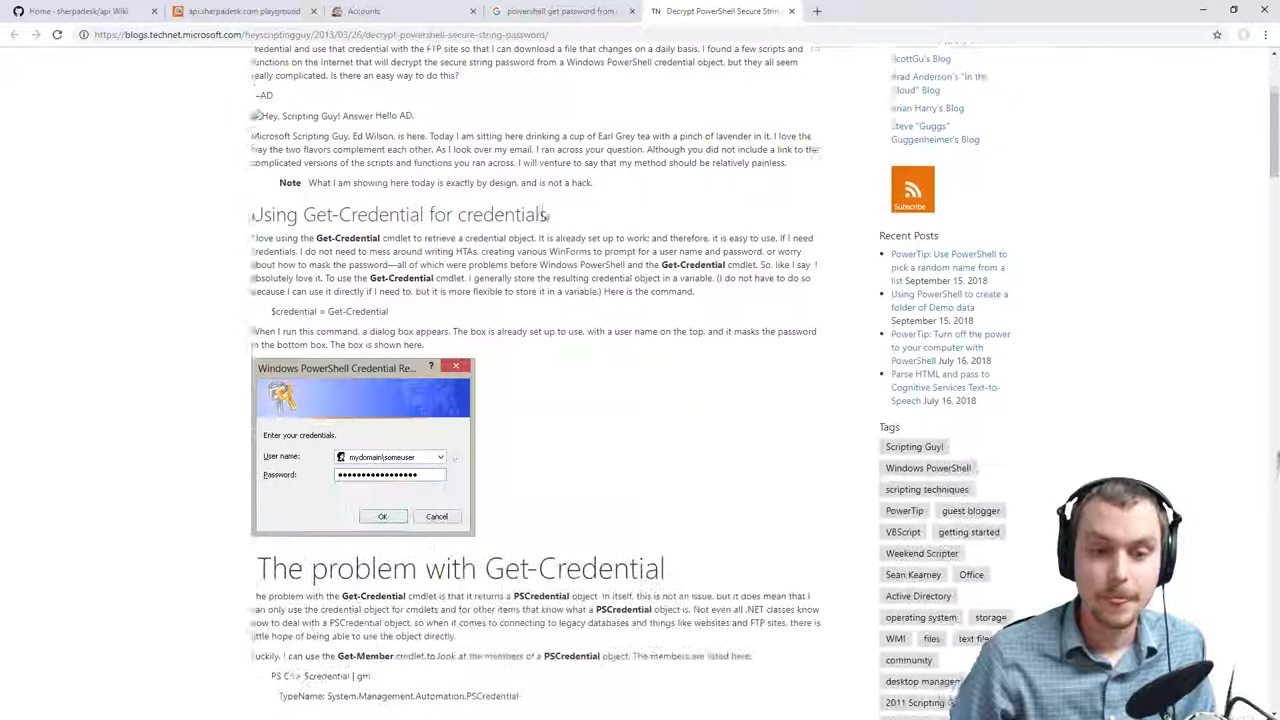 Home - sherpadesk/api Wiki
api.sherpadesk.com playground
Accounts
powershell get password from
TN Decrypt PowerShell Secure Strin
https://blogs.technet.microsoft.com/heyscriptingguy/2013/03/26/decrypt-powershell-secure-string-password/
credential and use that credential with the FTP site so that I can download a file that changes on a daily basis. I found a few scripts and
functions on the Internet that will decrypt the secure string password from a Windows PowerShell credential object, but they all seem
really complicated. Is there an easy way to do this?
—AD
Hey, Scripting Guy! Answer Hello AD,
Microsoft Scripting Guy, Ed Wilson, is here. Today I am sitting here drinking a cup of Earl Grey tea with a pinch of lavender in it. I love the
way the two flavors complement each other. As I look over my email, I ran across your question. Although you did not include a link to the
complicated versions of the scripts and functions you ran across, I will venture to say that my method should be relatively painless.
Note What I am showing here today is exactly by design, and is not a hack.
Using Get-Credential for credentials
I love using the Get-Credential cmdlet to retrieve a credential object. It is already set up to work; and therefore, it is easy to use. If I need
credentials, I do not need to mess around writing HTAs, creating various WinForms to prompt for a user name and password, or worry
about how to mask the password—all of which were problems before Windows PowerShell and the Get-Credential cmdlet. So, like I say, I
absolutely love it. To use the Get-Credential cmdlet, I generally store the resulting credential object in a variable. (I do not have to do so
because I can use it directly if I need to, but it is more flexible to store it in a variable.) Here is the command.
$credential = Get-Credential
When I run this command, a dialog box appears. The box is already set up to use, with a user name on the top, and it masks the password
in the bottom box. The box is shown here.
Windows PowerShell Credential Re...
Enter your credentials.
User name: mydomain\someuser
Password:
OK Cancel
The problem with Get-Credential
The problem with the Get-Credential cmdlet is that it returns a PSCredential object. In itself, this is not an issue, but it does mean that I
can only use the credential object for cmdlets and for other items that know what a PSCredential object is. Not even all .NET classes know
how to deal with a PSCredential object, so when it comes to connecting to legacy databases and things like websites and FTP sites, there is
little hope of being able to use the object directly.
Luckily, I can use the Get-Member cmdlet to look at the members of a PSCredential object. The members are listed here.
PS C:\> $credential | gm
TypeName: System.Management.Automation.PSCredential
ScottGu's Blog
Brad Anderson's "In the
Cloud" Blog
Brian Harry's Blog
Steve "Guggs"
Guggenheimer's Blog
Subscribe
Recent Posts
PowerTip: Use PowerShell to
pick a random name from a
list September 15, 2018
Using PowerShell to create a
folder of Demo data
September 15, 2018
PowerTip: Turn off the power
to your computer with
PowerShell July 16, 2018
Parse HTML and pass to
Cognitive Services Text-to-
Speech July 16, 2018
Tags
Scripting Guy!
Windows PowerShell
scripting techniques
PowerTip guest blogger
VBScript getting started
Weekend Scripter
Sean Kearney Office
Active Directory
operating system storage
WMI files text files
community
desktop managem
2011 Scripting G